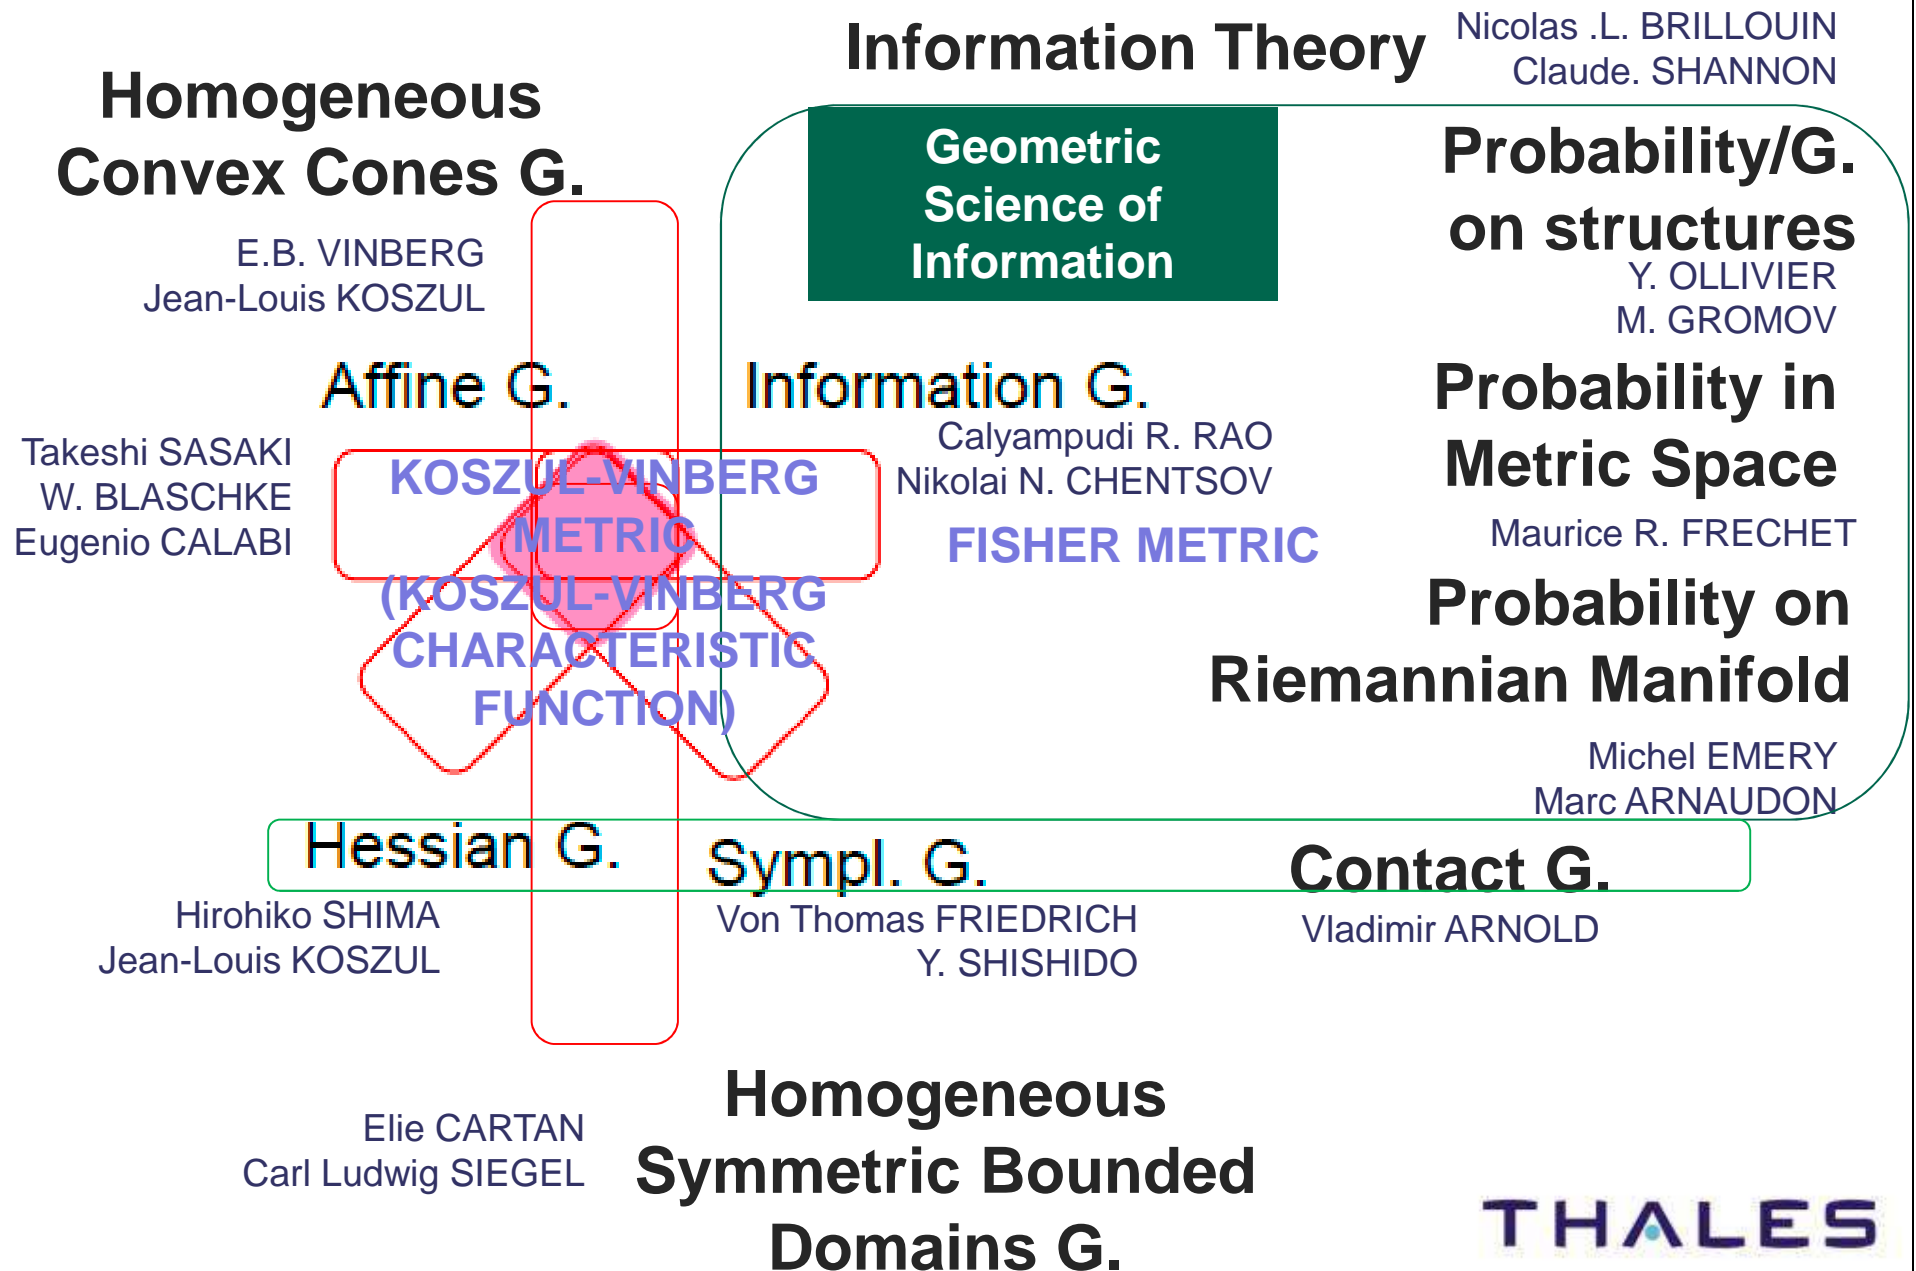 Information Theory
Nicolas .L. BRILLOUIN
Claude. SHANNON
Homogeneous
Convex Cones G.
E.B. VINBERG
Jean-Louis KOSZUL
Geometric
Science of
Information
Probability/G.
on structures
Y. OLLIVIER
M. GROMOV
Affine G.
Information G.
Probability in
Metric Space
Takeshi SASAKI
W. BLASCHKE
Eugenio CALABI
KOSZUL-VINBERG
METRIC
(KOSZUL-VINBERG
CHARACTERISTIC
FUNCTION)
Calyampudi R. RAO
Nikolai N. CHENTSOV
FISHER METRIC
Maurice R. FRECHET
Probability on
Riemannian Manifold
Michel EMERY
Marc ARNAUDON
Hessian G.
Sympl. G.
Contact G.
Hirohiko SHIMA
Jean-Louis KOSZUL
Von Thomas FRIEDRICH
Y. SHISHIDO
Vladimir ARNOLD
Elie CARTAN
Carl Ludwig SIEGEL
Homogeneous
Symmetric Bounded
Domains G.
THALES